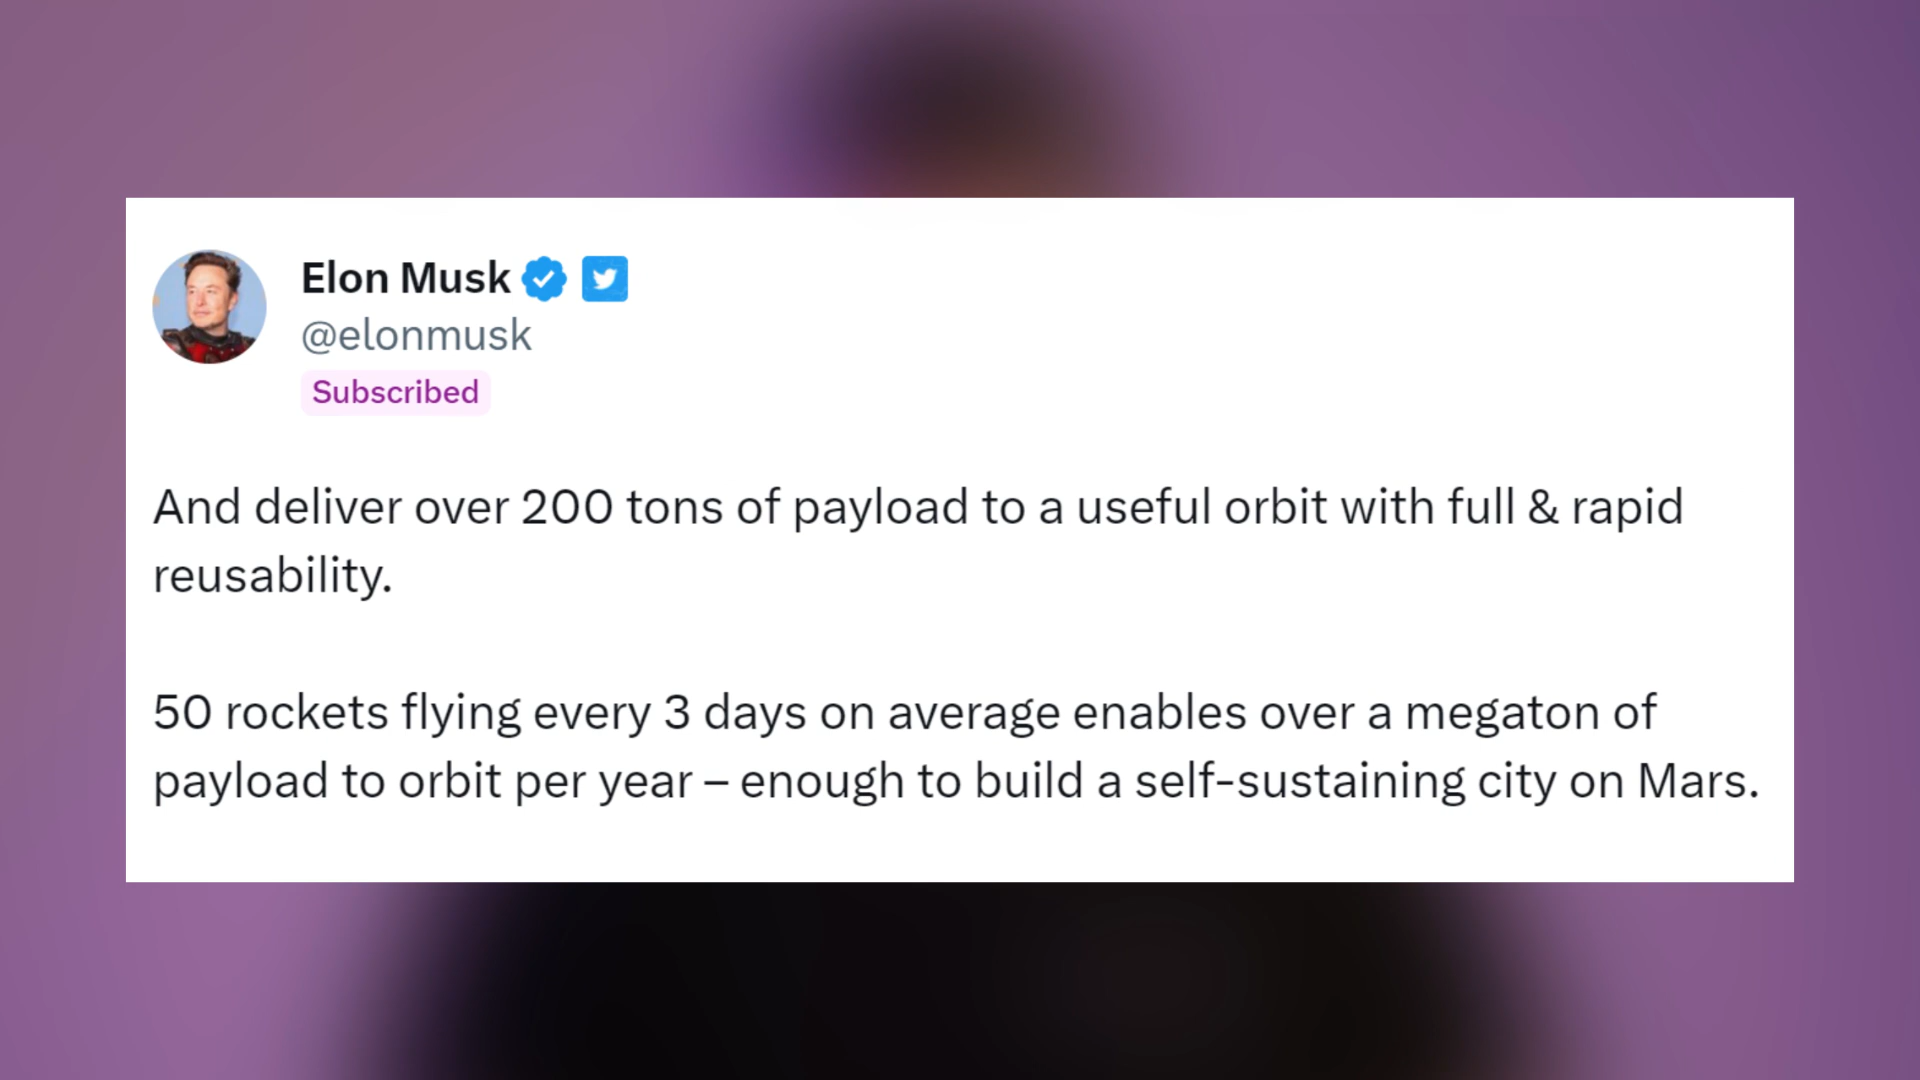 Elon Musk
@elonmusk
Subscribed
And deliver over 200 tons of payload to a useful orbit with full & rapid
reusability.
50 rockets flying every 3 days on average enables over a megaton of
payload to orbit per year – enough to build a self-sustaining city on Mars.